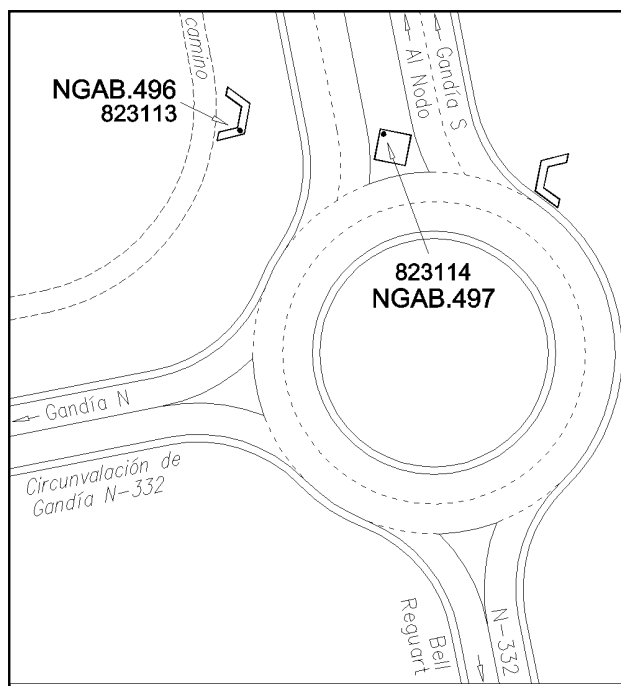 camino
NGAB.496
823113
Al Nodo
Gandía S
823114
NGAB.497
Gandía N
Circunvalación de
Gandía N-332
Bell
Reguart
N-332